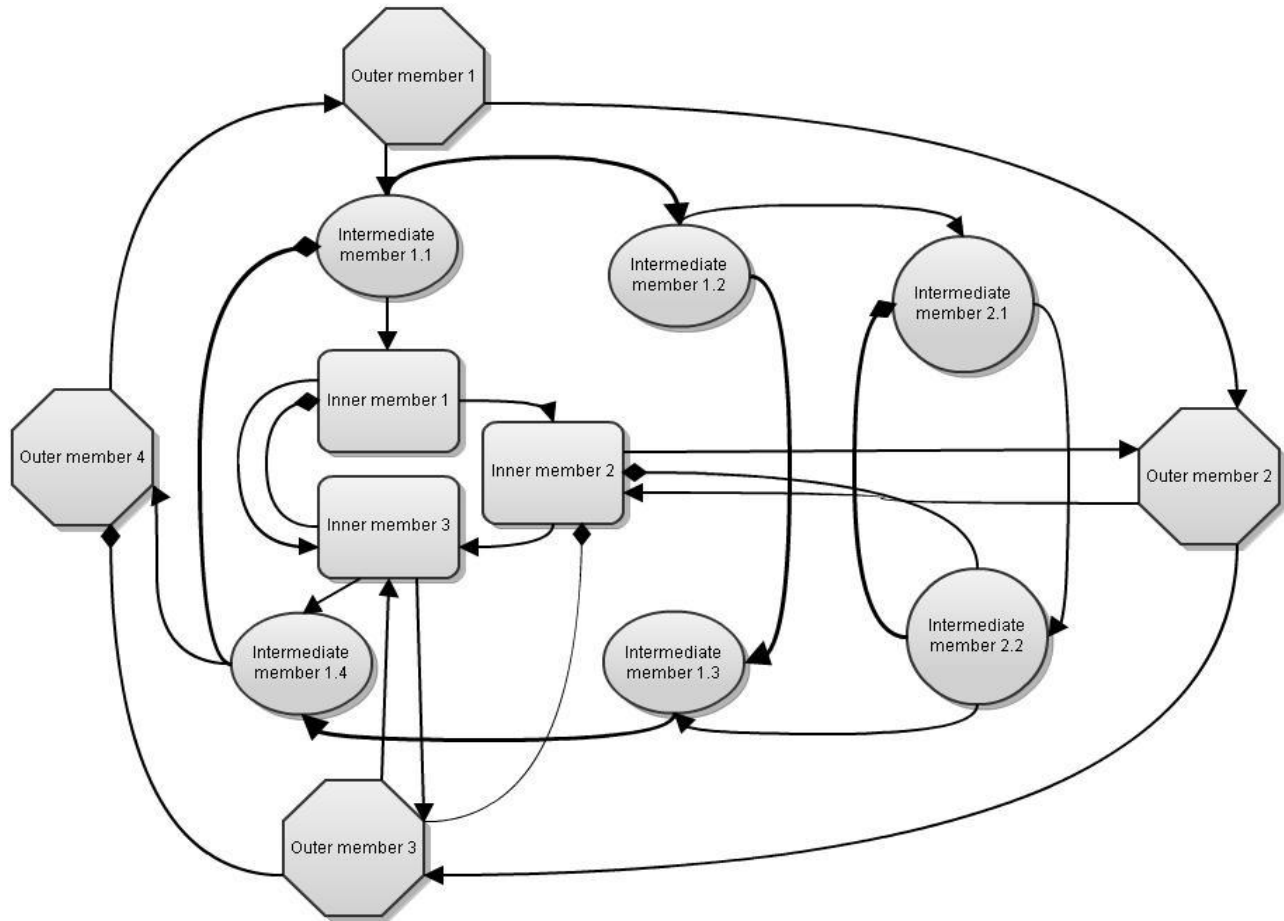 Outer member 1
Intermediate
member 1.1
Intermediate
member 1.2
Intermediate
member 2.1
Inner member 1
Outer member 4
Inner member 2
Outer member 2
Inner member 3
Intermediate
member 1.4
Intermediate
member 1.3
Intermediate
member 2.2
Outer member 3